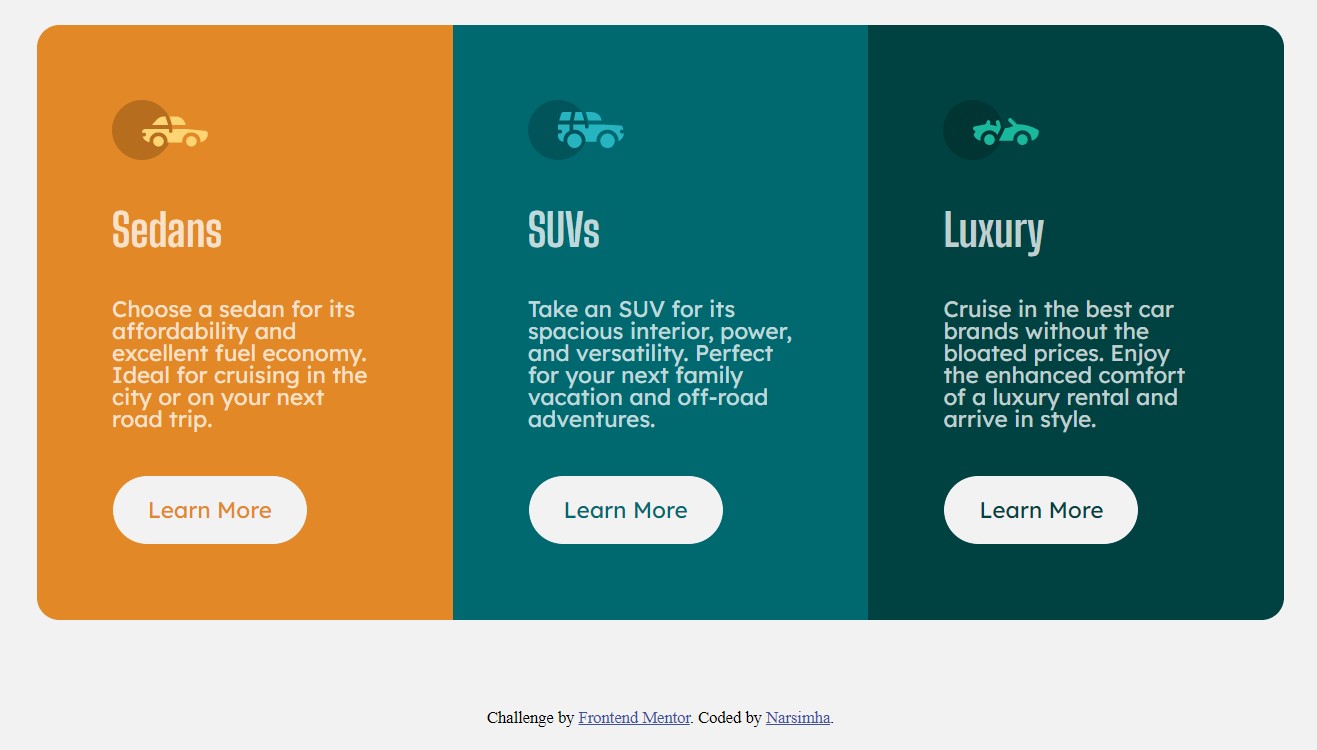 Sedans
Choose a sedan for its
affordability and
excellent fuel economy.
Ideal for cruising in the
city or on your next
road trip.
Learn More
SUVs
Take an SUV for its
spacious interior, power,
and versatility. Perfect
for your next family
vacation and off-road
adventures.
Learn More
Luxury
Cruise in the best car
brands without the
bloated prices. Enjoy
the enhanced comfort
of a luxury rental and
arrive in style.
Learn More
Challenge by Frontend Mentor. Coded by Narsimha.